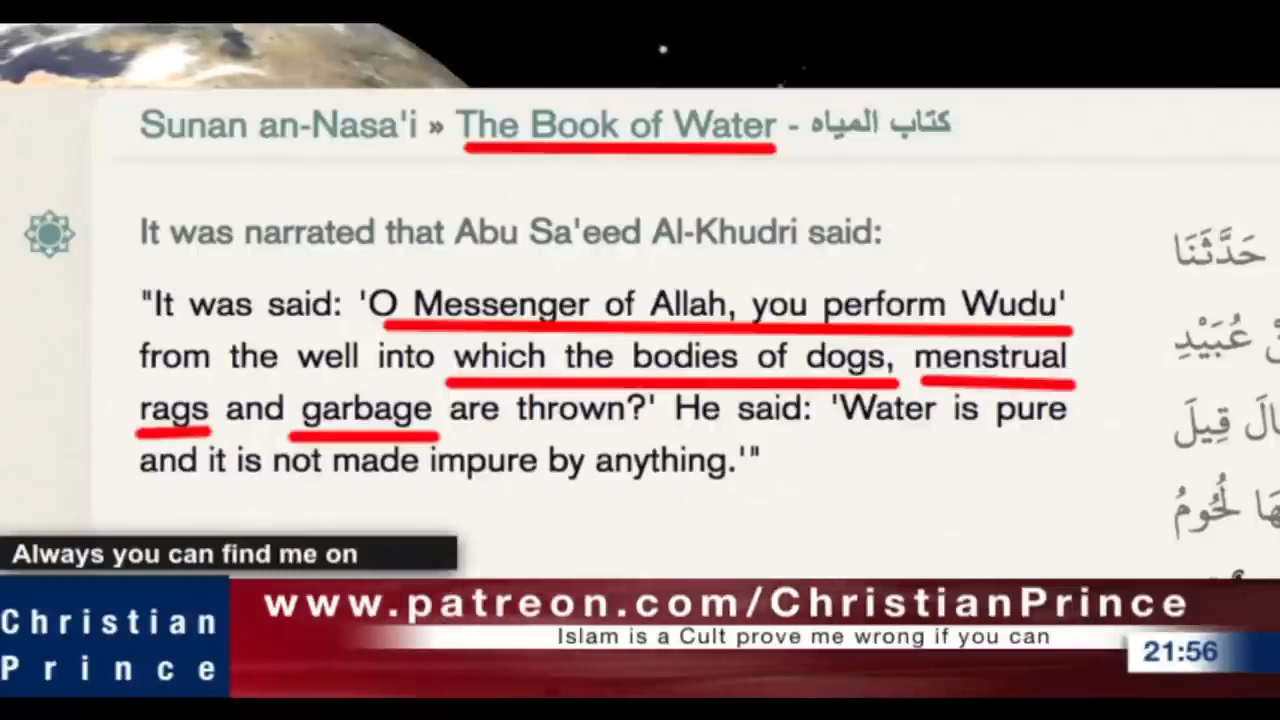 Sunan an-Nasa'i » The Book of Water - كتاب المياه
It was narrated that Abu Sa'eed Al-Khudri said:
"It was said: 'O Messenger of Allah, you perform Wudu'
from the well into which the bodies of dogs, menstrual
rags and garbage are thrown?' He said: 'Water is pure
and it is not made impure by anything.'"
حَدَّثَنَا
عُبَيْدِ
قَالَ قِيلَ
لُحُومُ
Always you can find me on
Christian
Prince
www.patreon.com/ChristianPrince
Islam is a Cult prove me wrong if you can
21:56